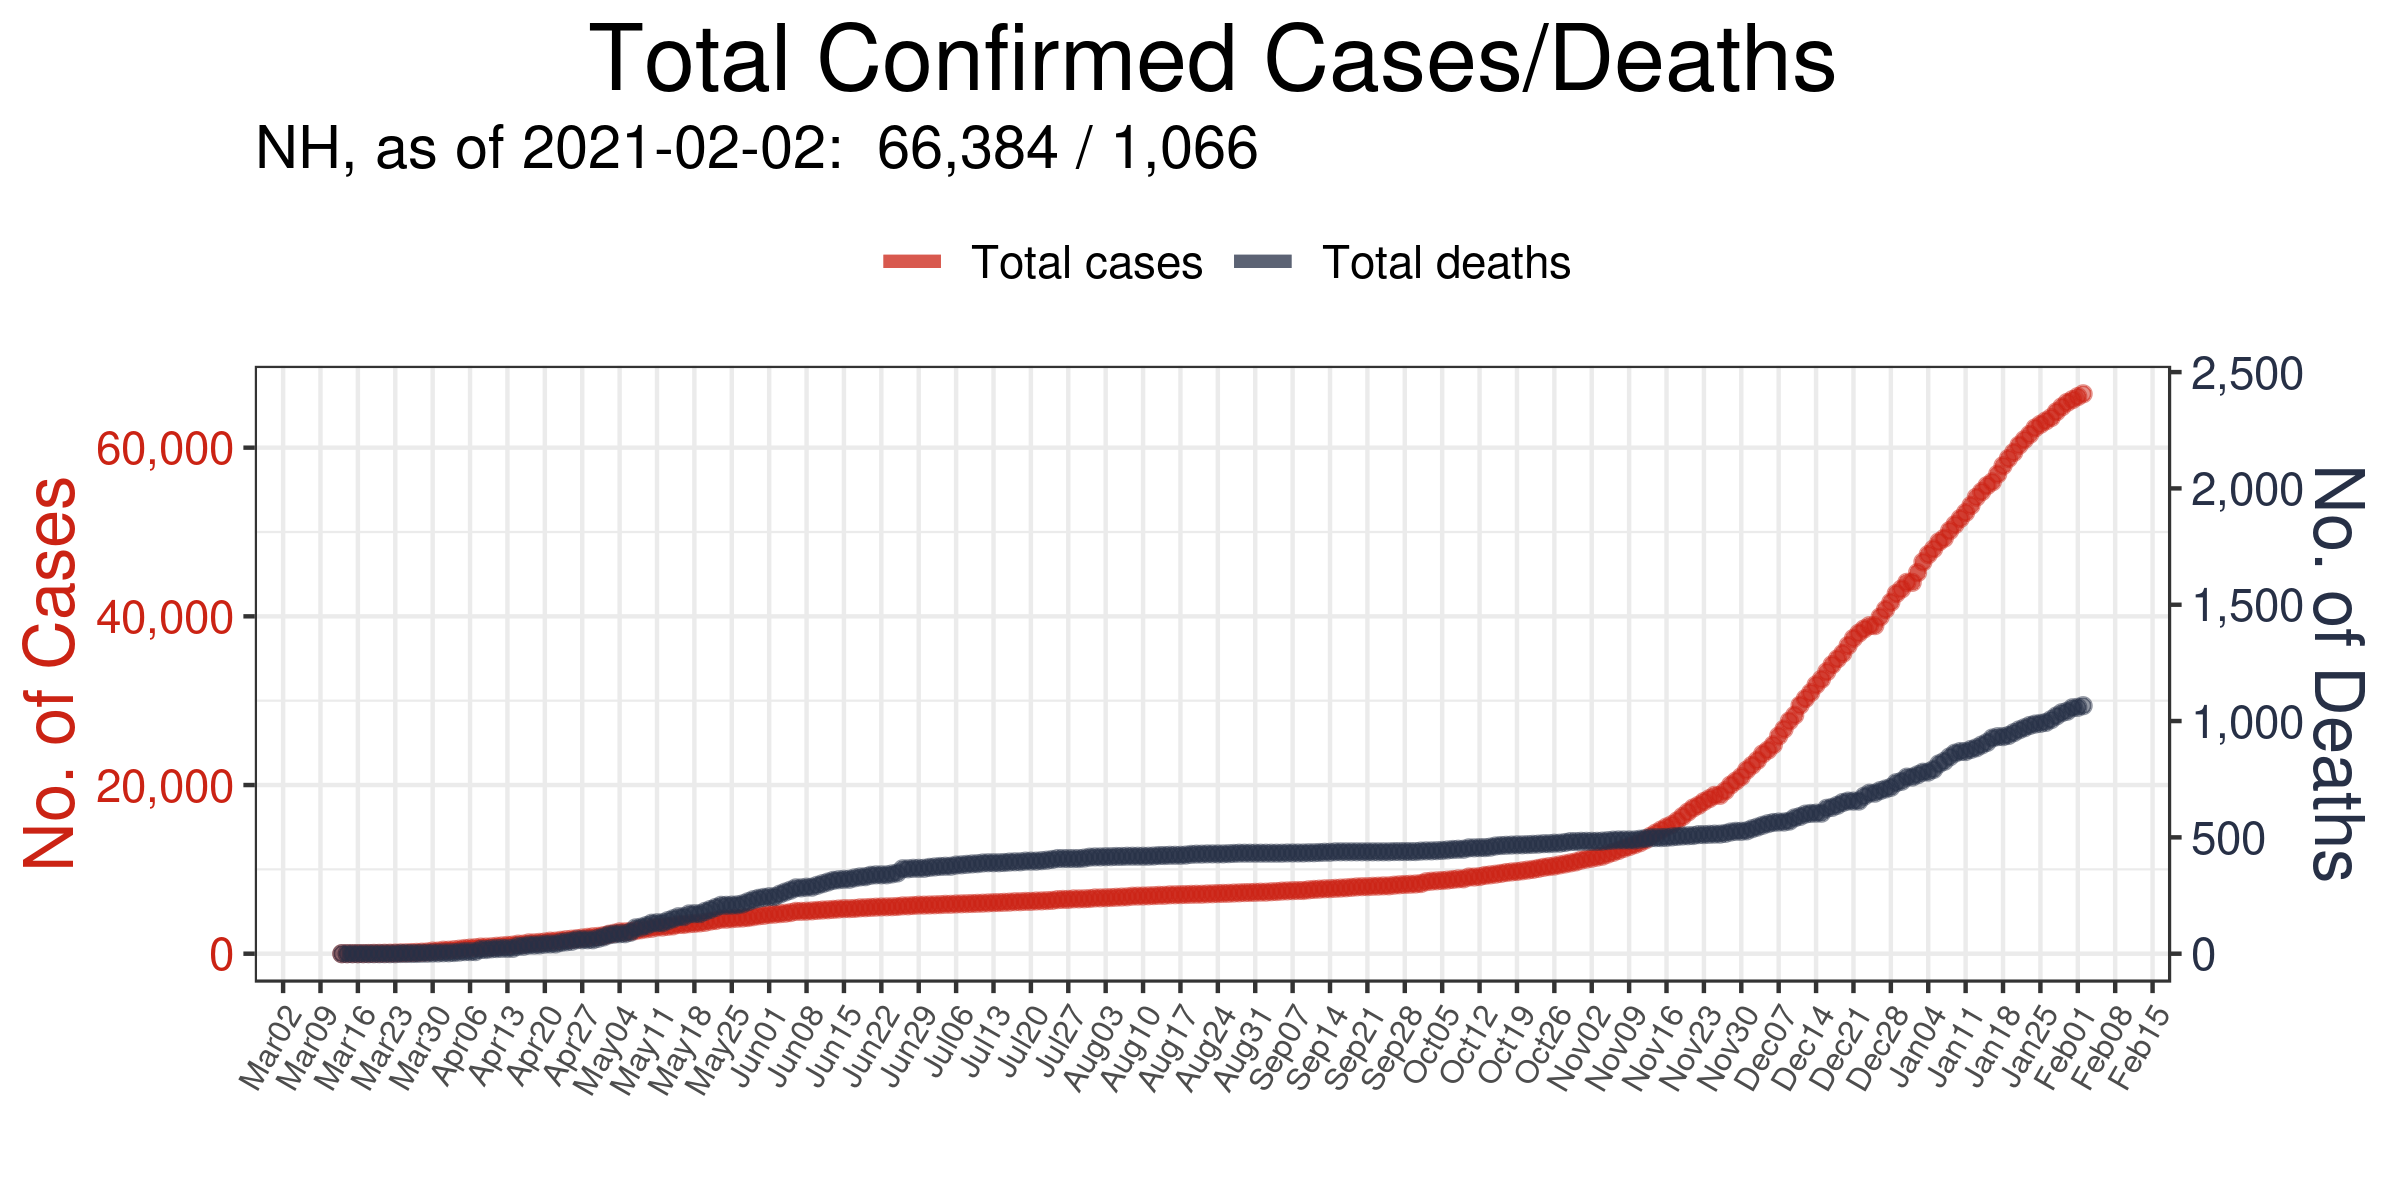 Total Confirmed Cases/Deaths
NH, as of 2021-02-02:  66,384 / 1,066
Total cases
Total deaths
No. of Cases
60,000
40,000
20,000
0
2,500
2,000
1,500
1,000
500
0
No. of Deaths
Mar02
Mar09
Mar16
Mar23
Mar30
Apr06
Apr13
Apr20
Apr27
May04
May11
May18
May25
Jun01
Jun08
Jun15
Jun22
Jun29
Jul06
Jul13
Jul20
Jul27
Aug03
Aug10
Aug17
Aug24
Aug31
Sep07
Sep14
Sep21
Sep28
Oct05
Oct12
Oct19
Oct26
Nov02
Nov09
Nov16
Nov23
Nov30
Dec07
Dec14
Dec21
Dec28
Jan04
Jan11
Jan18
Jan25
Feb01
Feb08
Feb15